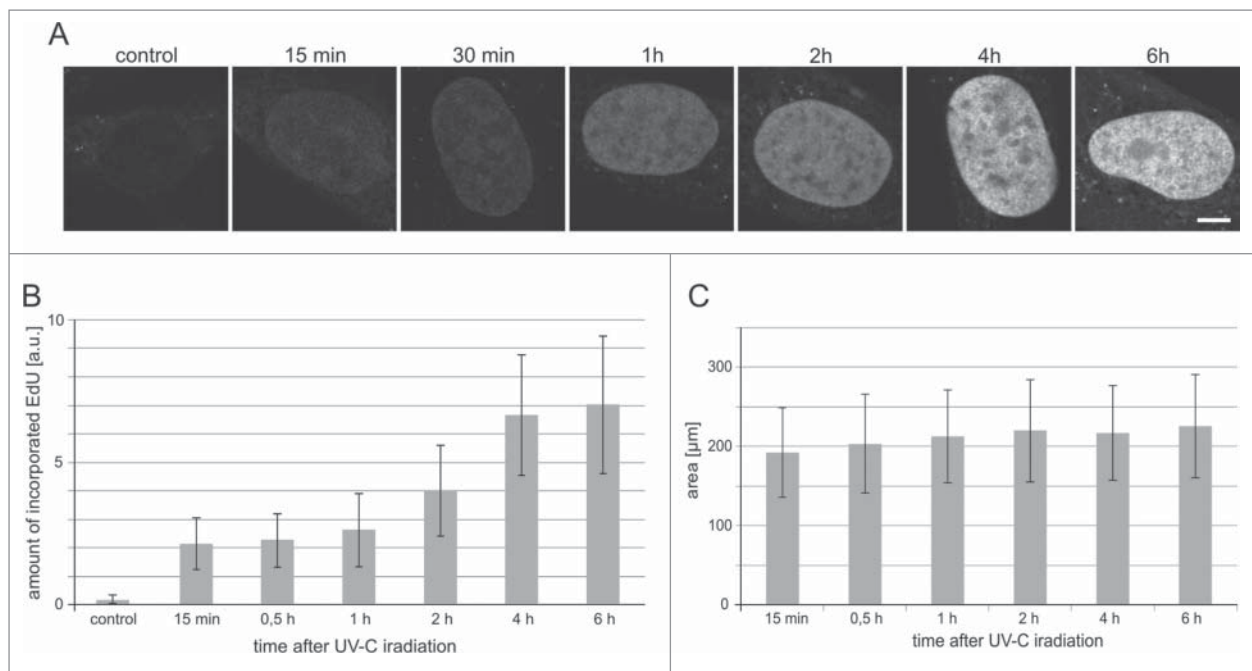 A
control 15 min 30 min 1h 2h 4h 6h
B
amount of incorporated EdU [a.u.]
10
5
0
control 15 min 0,5 h 1 h 2 h 4 h 6 h
time after UV-C iradiation
C
area [µm]
300
200
100
0
15 min 0,5 h 1 h 2 h 4 h 6 h
time after UV-C irradiation